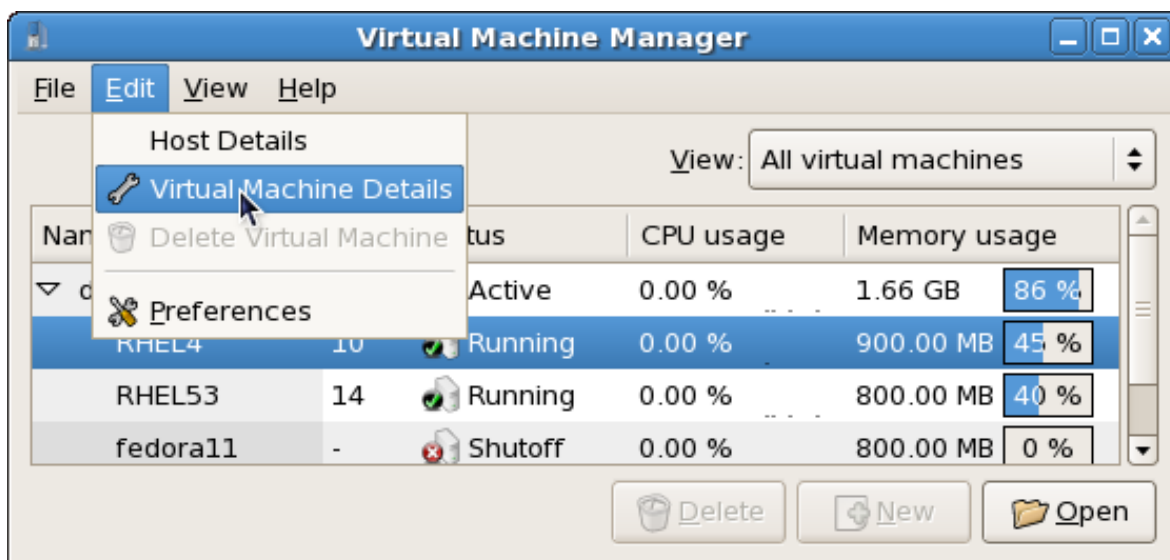 Virtual Machine Manager
File Edit View Help
Host Details
View: All virtual machines
Virtual Machine Details
Delete Virtual Machine
CPU usage Memory usage
Active 0.00 % 1.66 GB 86 %
Preferences
RHEL4 10 Running 0.00 % 900.00 MB 45 %
RHEL53 14 Running 0.00 % 800.00 MB 40 %
fedora11 - Shutoff 0.00 % 800.00 MB 0 %
Delete New Open